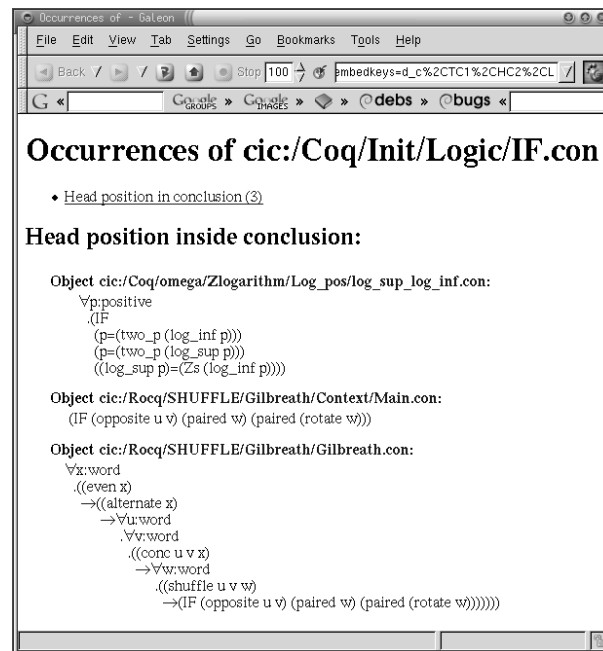 Occurrences of - Galeon
File Edit View Tab Settings Go Bookmarks Tools Help
Back Stop 100 embedkeys=d_c%2CTC1%2CHC2%2CL
G « Google GROUPS » Google IMAGES » » debs » bugs «
Occurrences of cic:/Coq/Init/Logic/IF.con
• Head position in conclusion (3)
Head position inside conclusion:
Object cic:/Coq/omega/Zlogarithm/Log_pos/log_sup_log_inf.con:
∀p:positive
.(IF
(p=(two_p (log_inf p)))
(p=(two_p (log_sup p)))
((log_sup p)=(Zs (log_inf p))))
Object cic:/Rocq/SHUFFLE/Gilbreath/Context/Main.con:
(IF (opposite u v) (paired w) (paired (rotate w)))
Object cic:/Rocq/SHUFFLE/Gilbreath/Gilbreath.con:
∀x:word
.((even x)
→((alternate x)
→∀u:word
.∀v:word
.((conc u v x)
→∀w:word
.((shuffle u v w)
→(IF (opposite u v) (paired w) (paired (rotate w)))))))